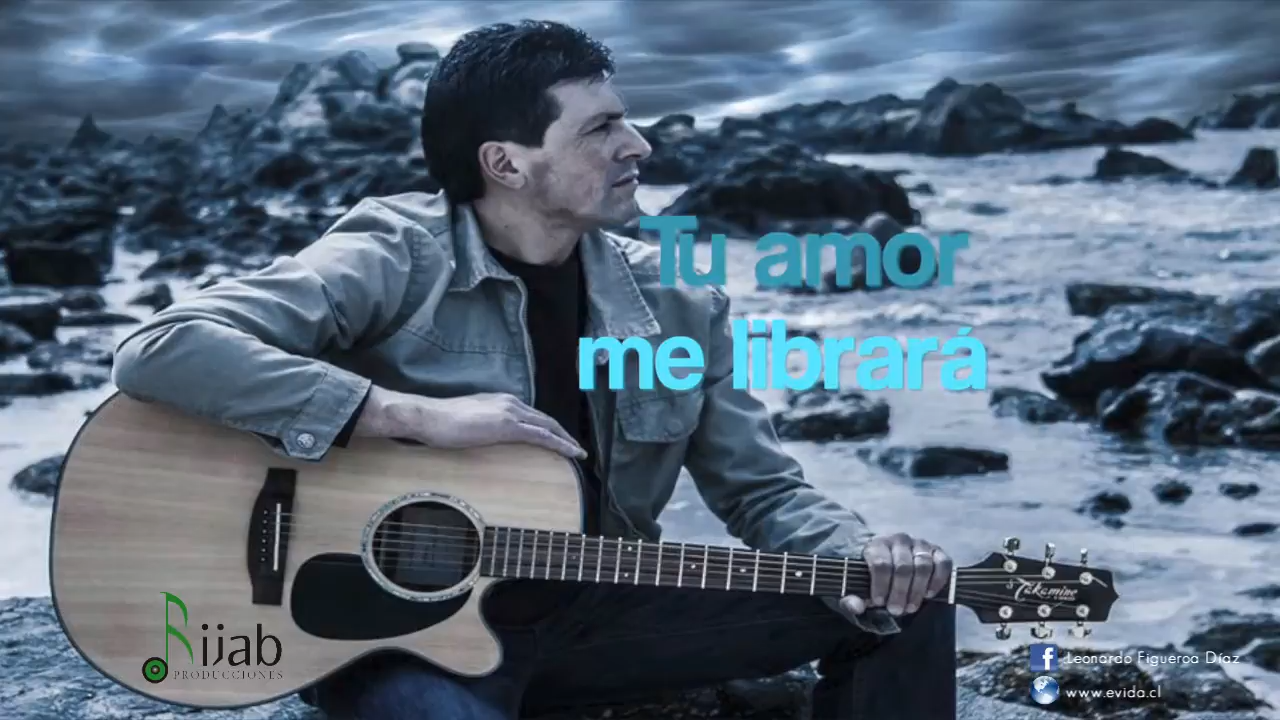 Tu amor
me librará
Takamine
Rijab
PRODUCCIONES
Leonardo Figueroa Díaz
www.evida.cl